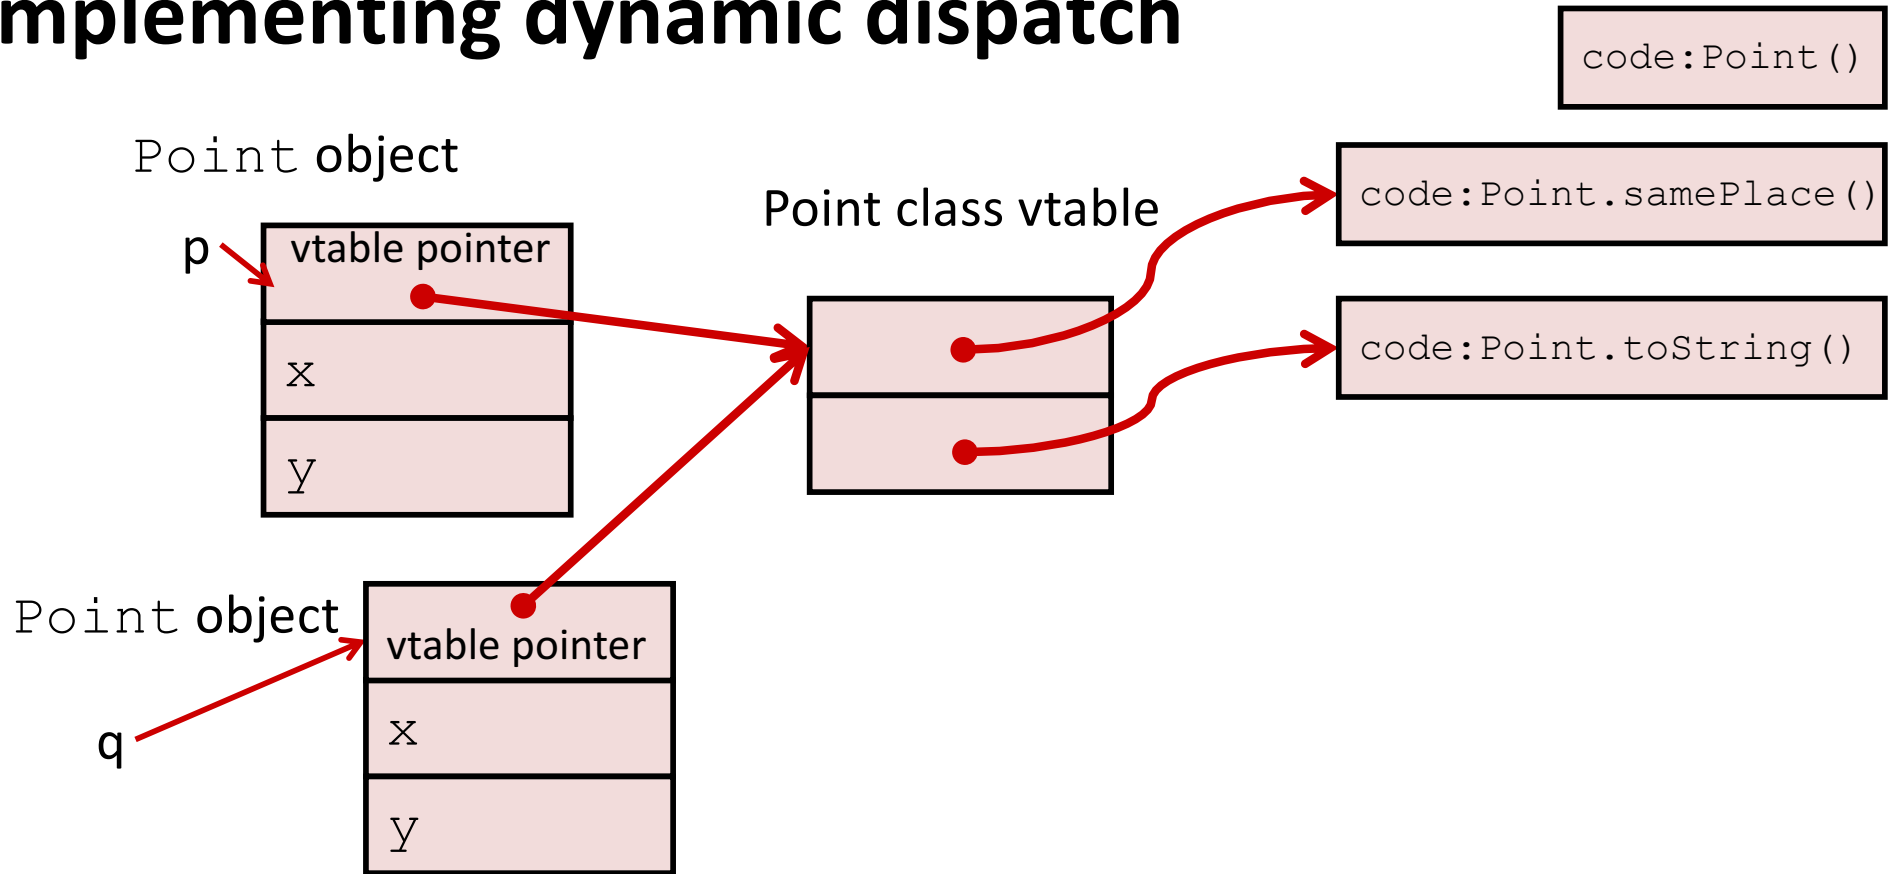 mplementing dynamic dispatch
code:Point()
Point object
code:Point.samePlace()
Point class vtable
p
vtable pointer
code:Point.toString()
x
y
Point object
vtable pointer
q
x
y